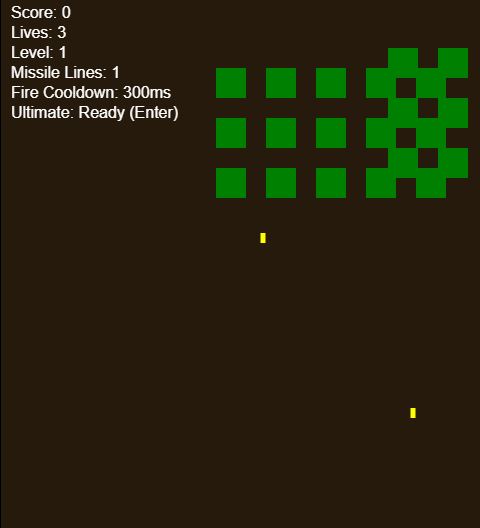 Score: 0
Lives: 3
Level: 1
Missile Lines: 1
Fire Cooldown: 300ms
Ultimate: Ready (Enter)